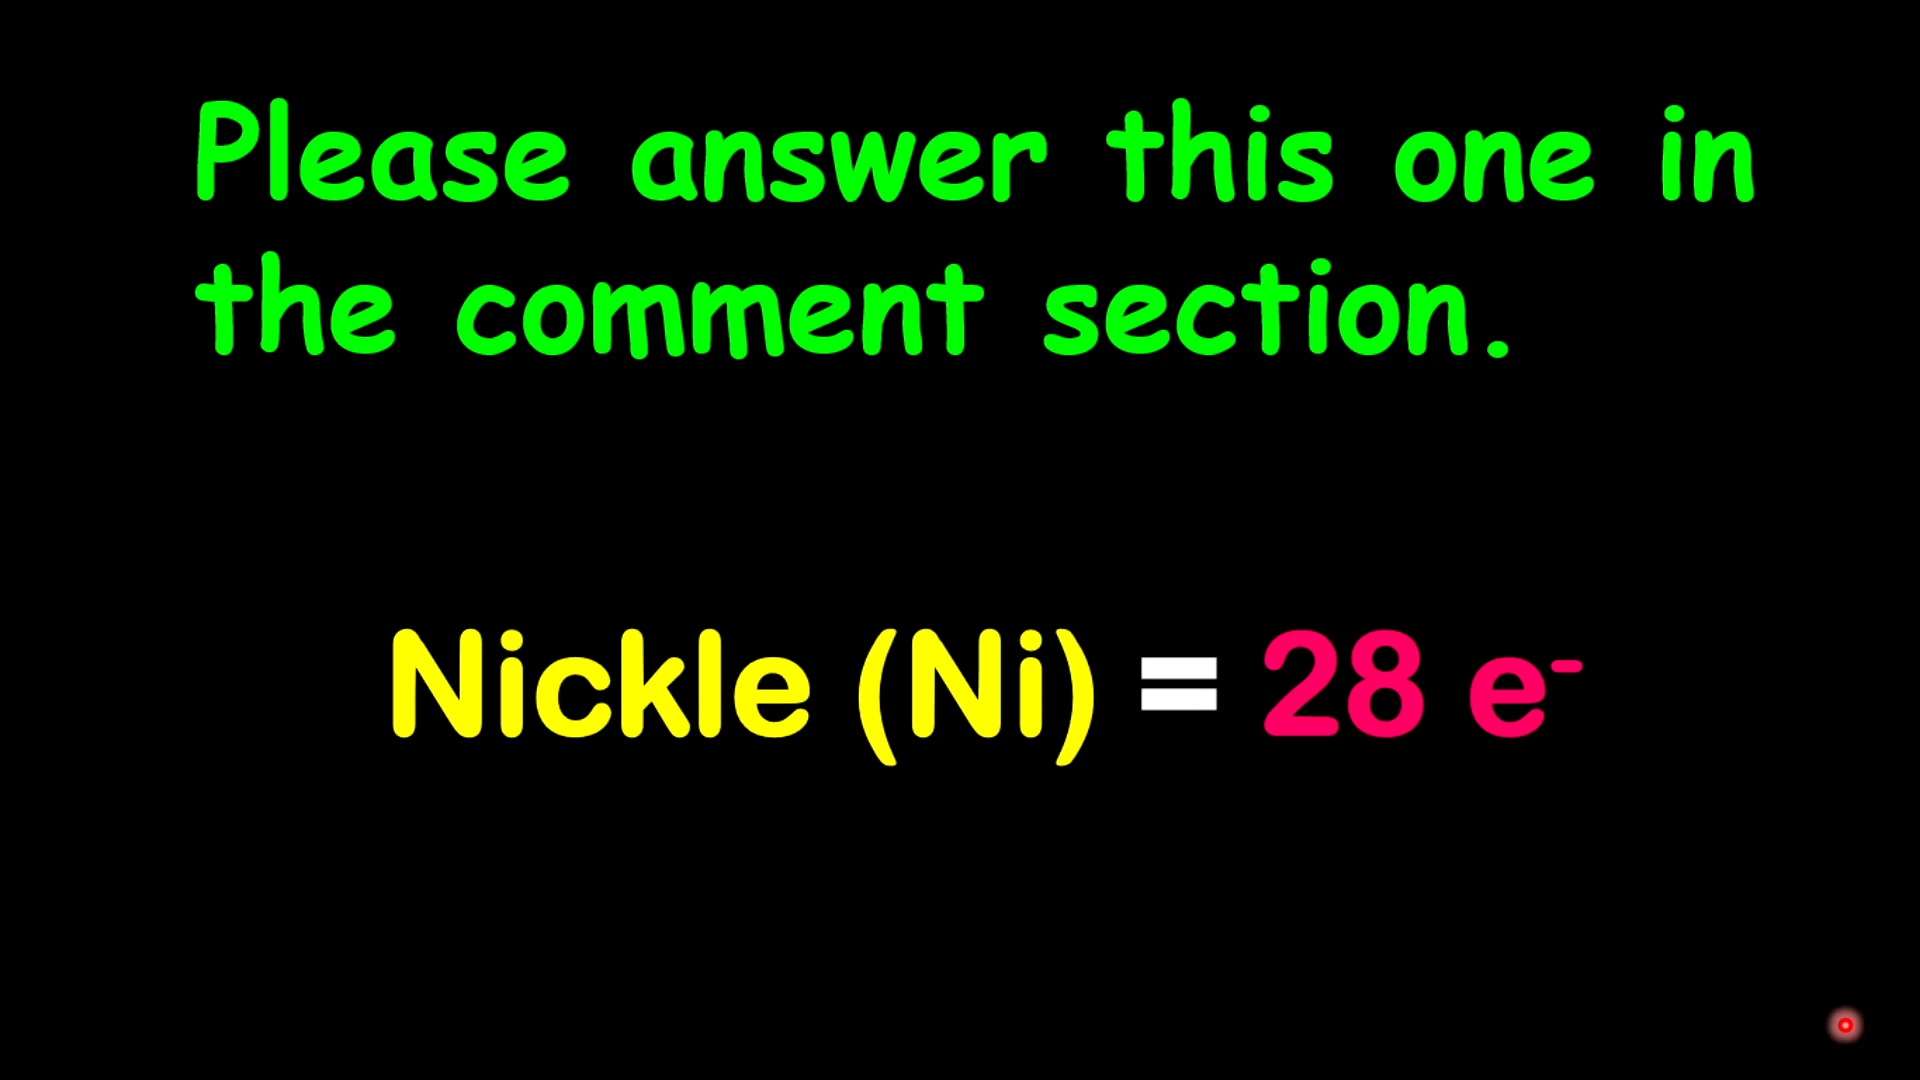 Please answer this one in
the comment section.
Nickle (Ni) = 28 e⁻